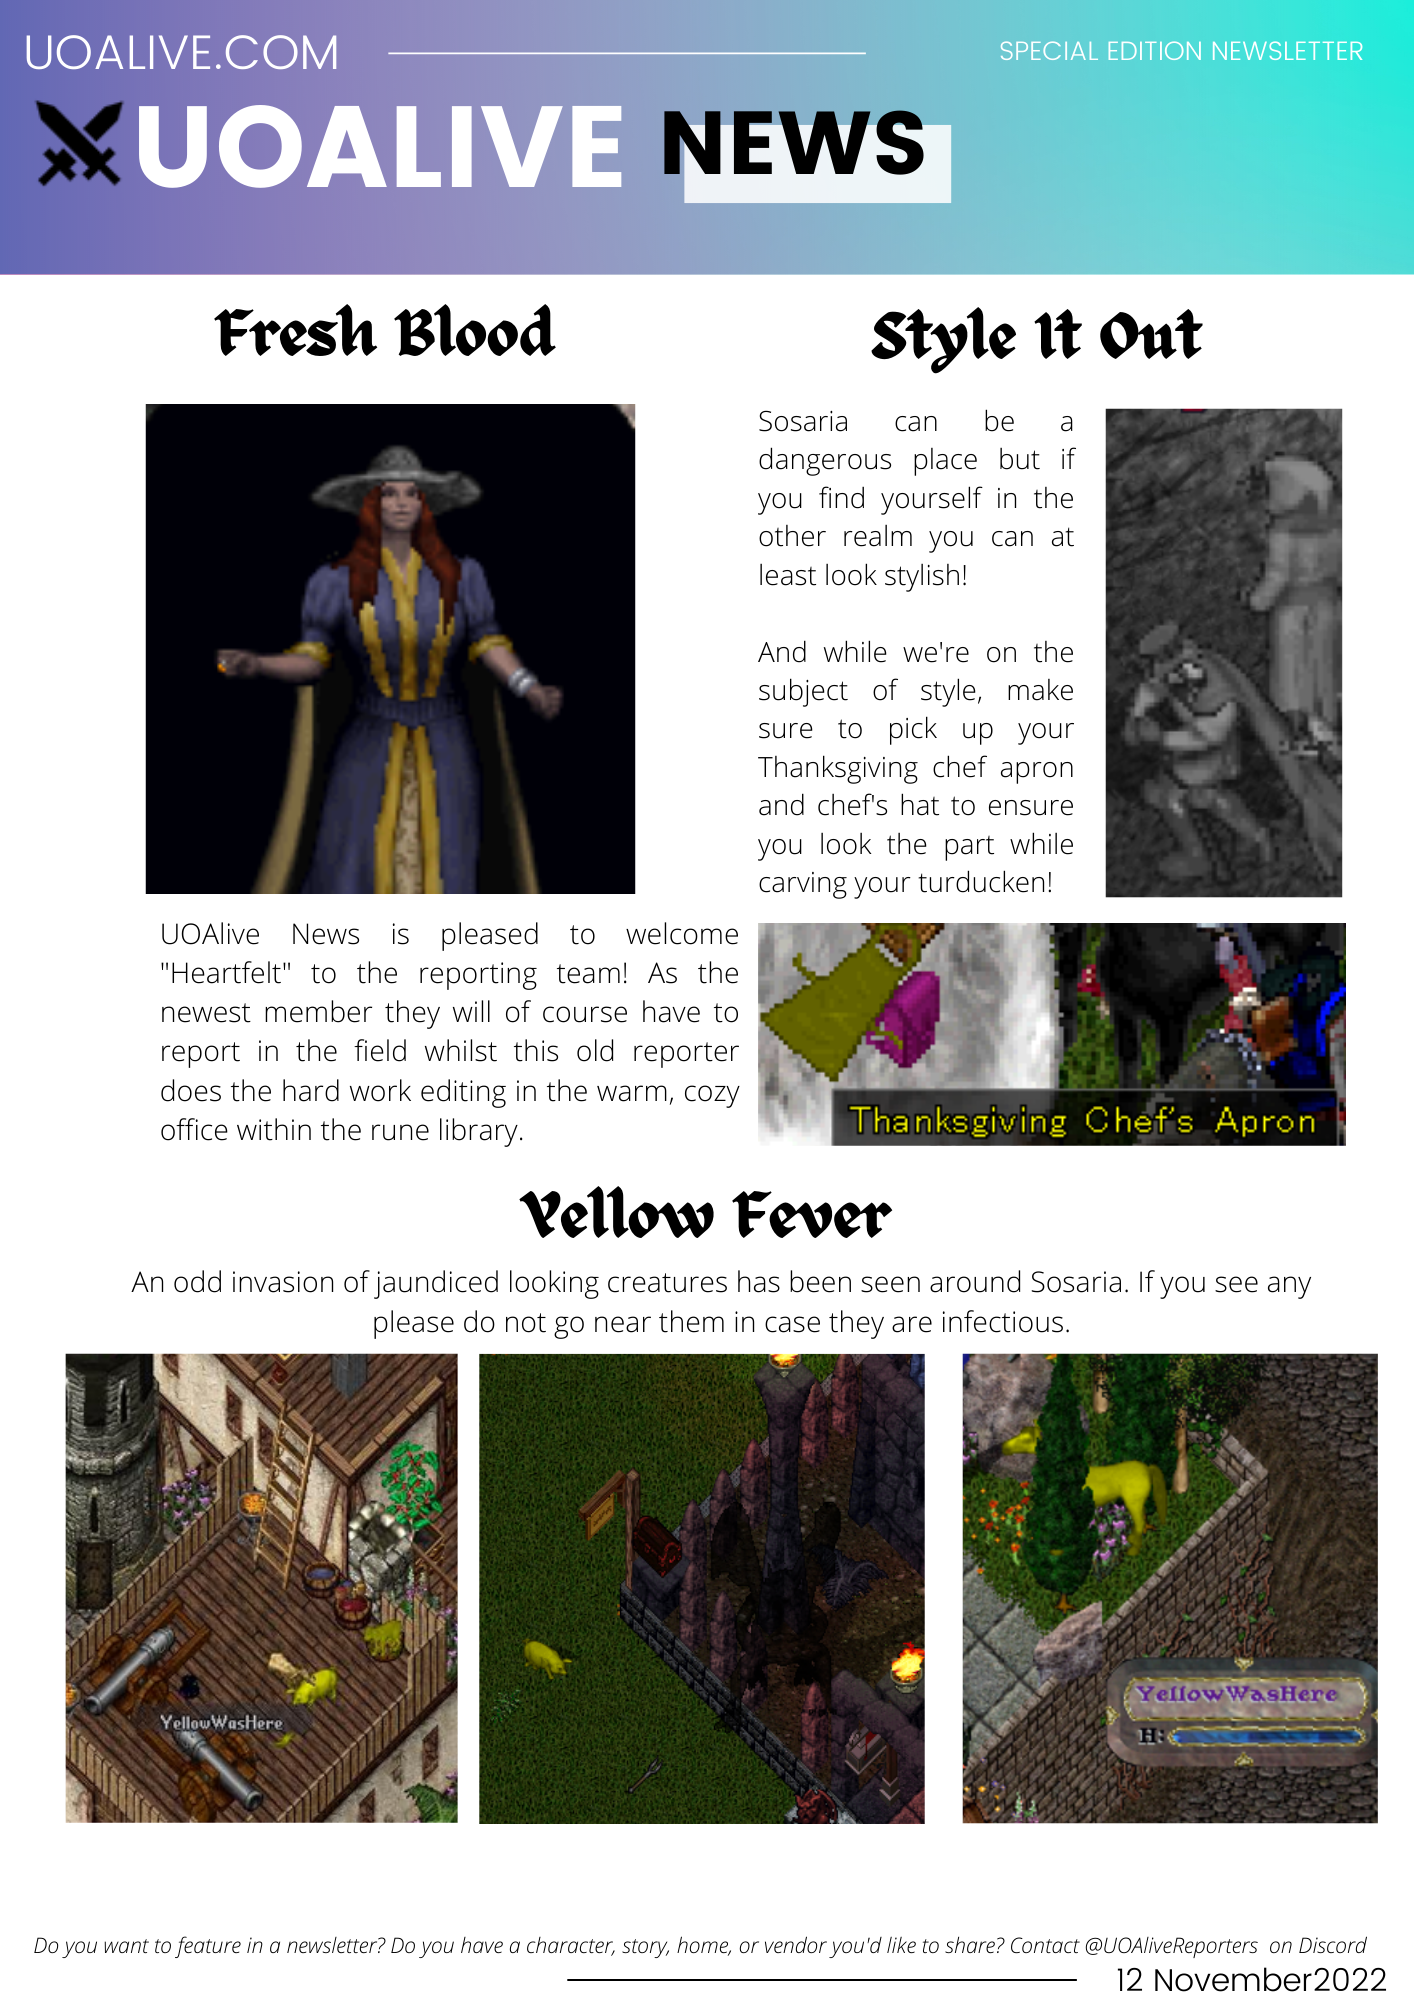 UOALIVE.COM
SPECIAL EDITION NEWSLETTER
UOALIVE NEWS
Fresh Blood
UOAlive News is pleased to welcome
"Heartfelt" to the reporting team! As the
newest member they will of course have to
report in the field whilst this old reporter
does the hard work editing in the warm, cozy
office within the rune library.
Style It Out
Sosaria can be a
dangerous place but if
you find yourself in the
other realm you can at
least look stylish!
And while we're on the
subject of style, make
sure to pick up your
Thanksgiving chef apron
and chef's hat to ensure
you look the part while
carving your turducken!
Thanksgiving Chef's Apron
Yellow Fever
An odd invasion of jaundiced looking creatures has been seen around Sosaria. If you see any
please do not go near them in case they are infectious.
YellowWasHere
YellowWasHere
H:
Do you want to feature in a newsletter? Do you have a character, story, home, or vendor you'd like to share? Contact @UOAliveReporters on Discord
12 November2022